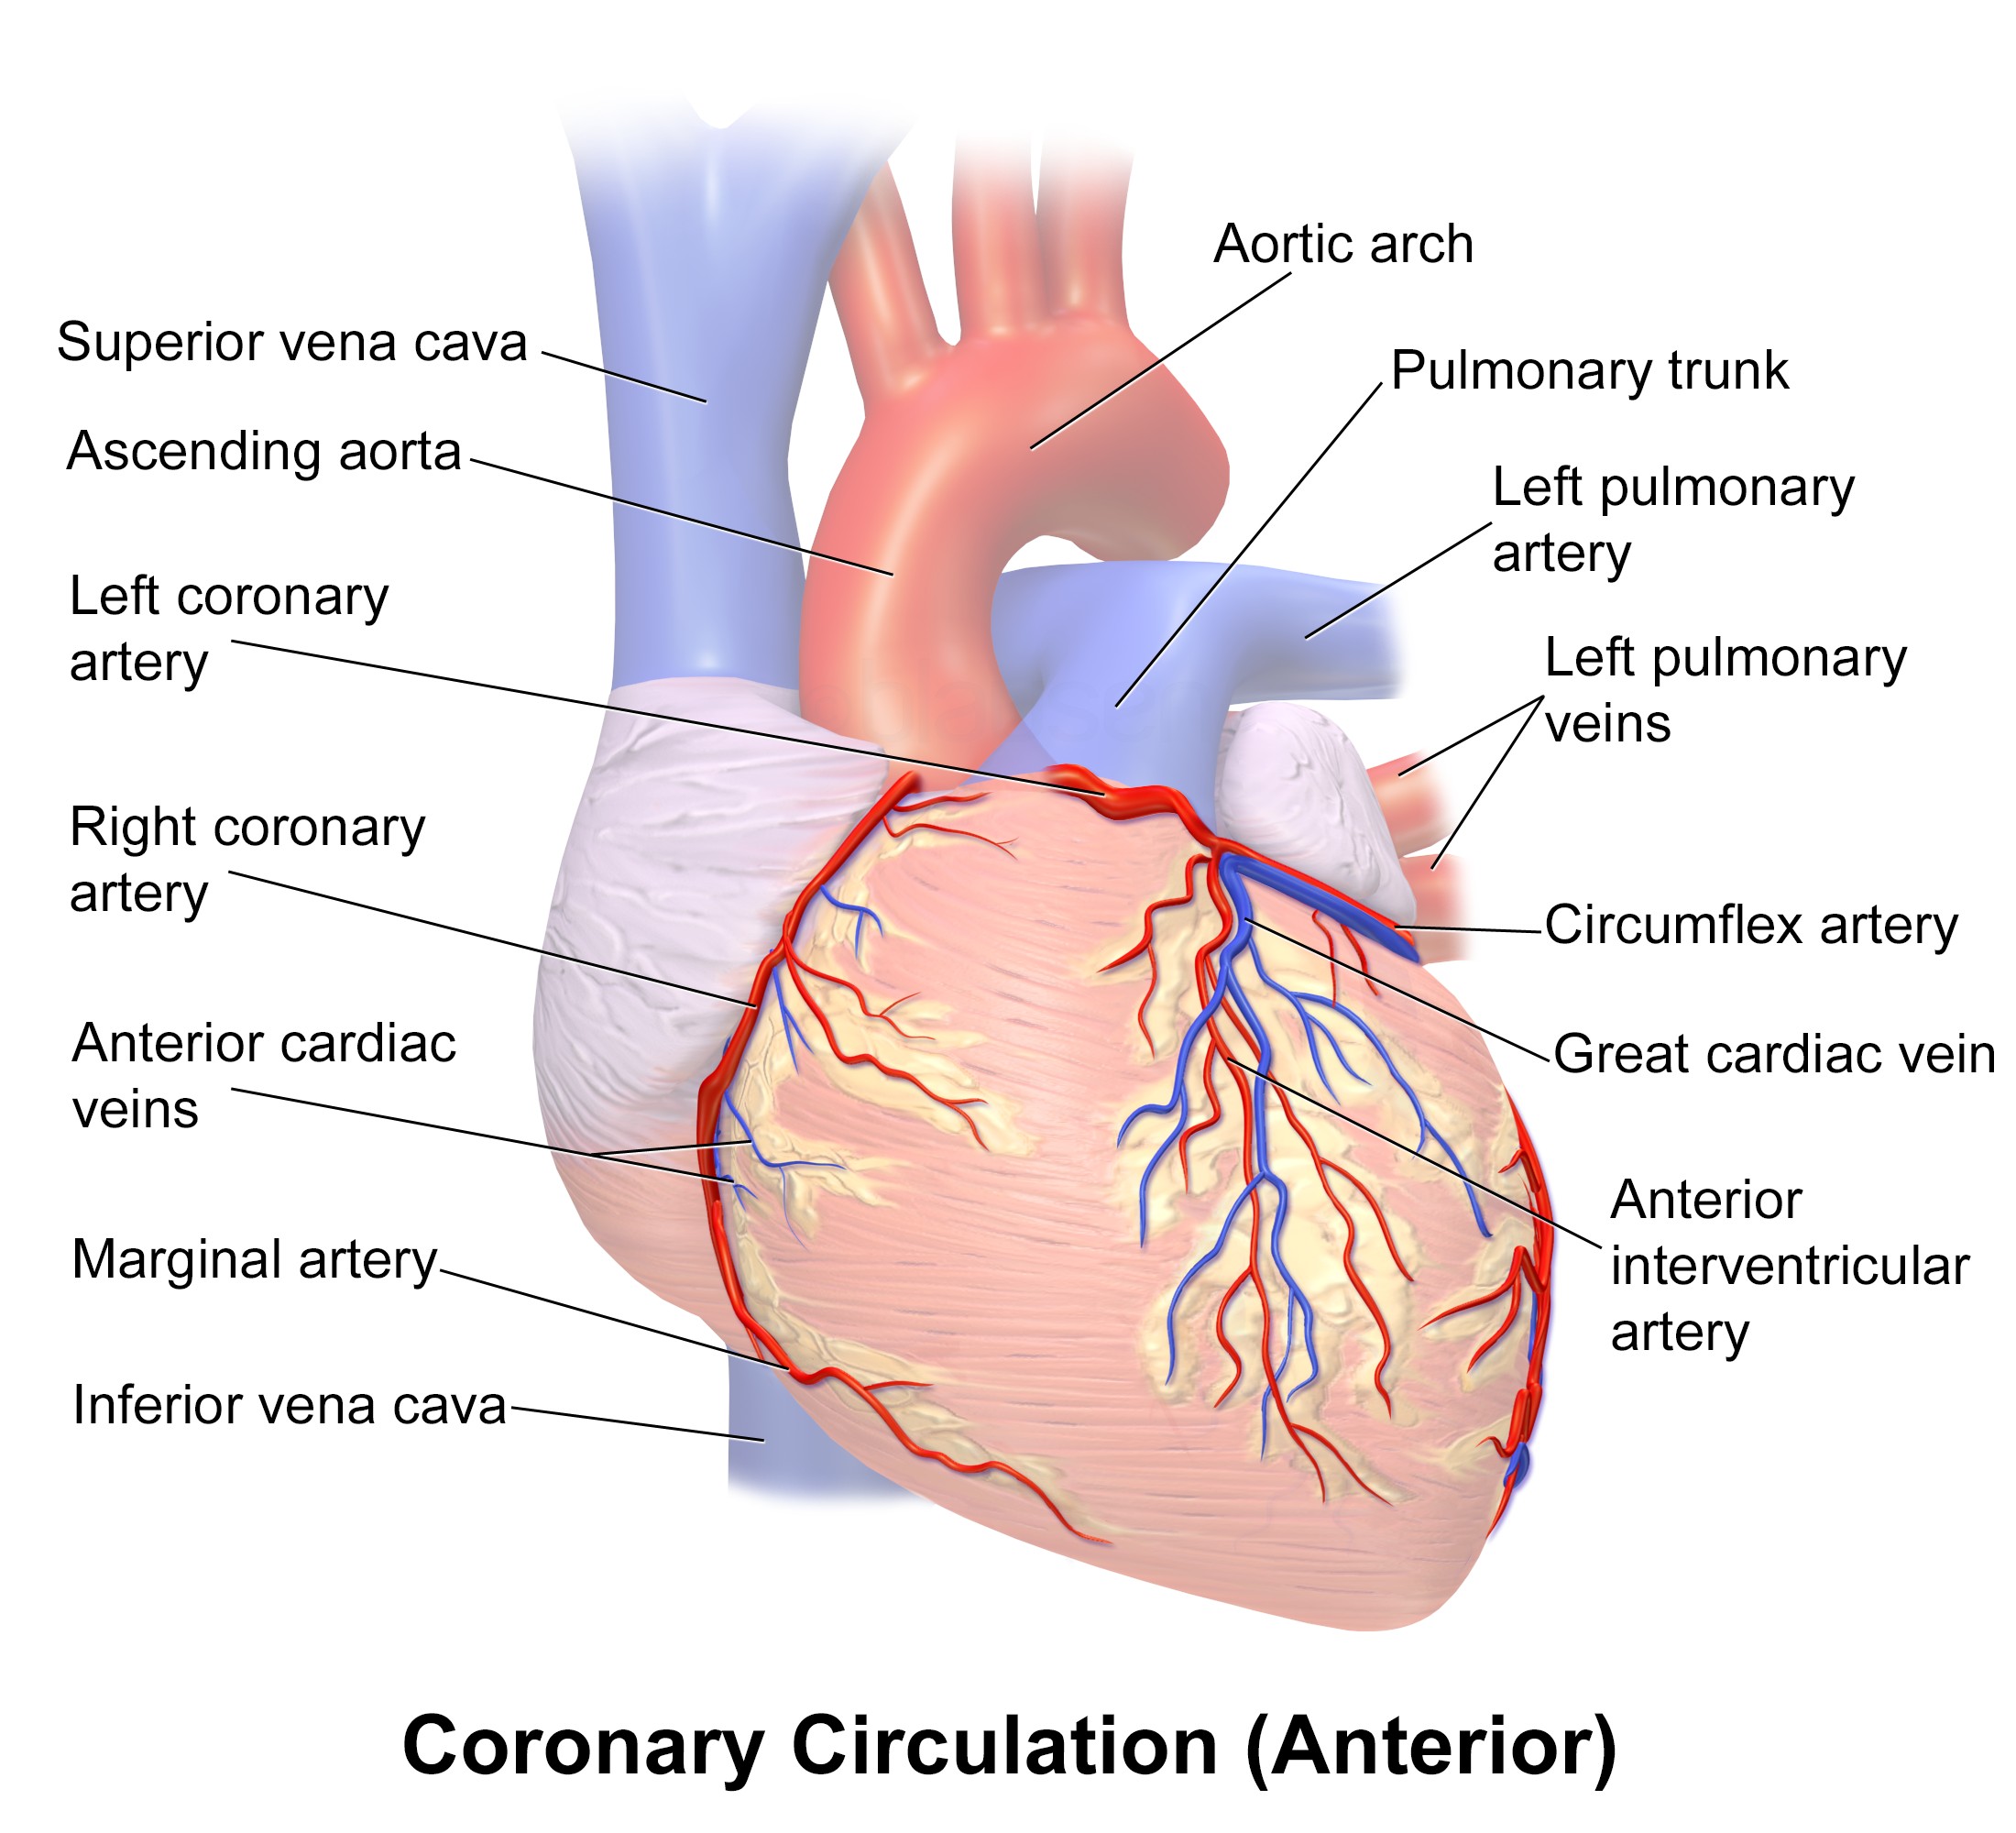 Aortic arch
Superior vena cava
Pulmonary trunk
Ascending aorta
Left pulmonary
artery
Left coronary
artery
Left pulmonary
veins
Right coronary
artery
Circumflex artery
Anterior cardiac
veins
Great cardiac vein
Marginal artery
Anterior
interventricular
artery
Inferior vena cava
Coronary Circulation (Anterior)